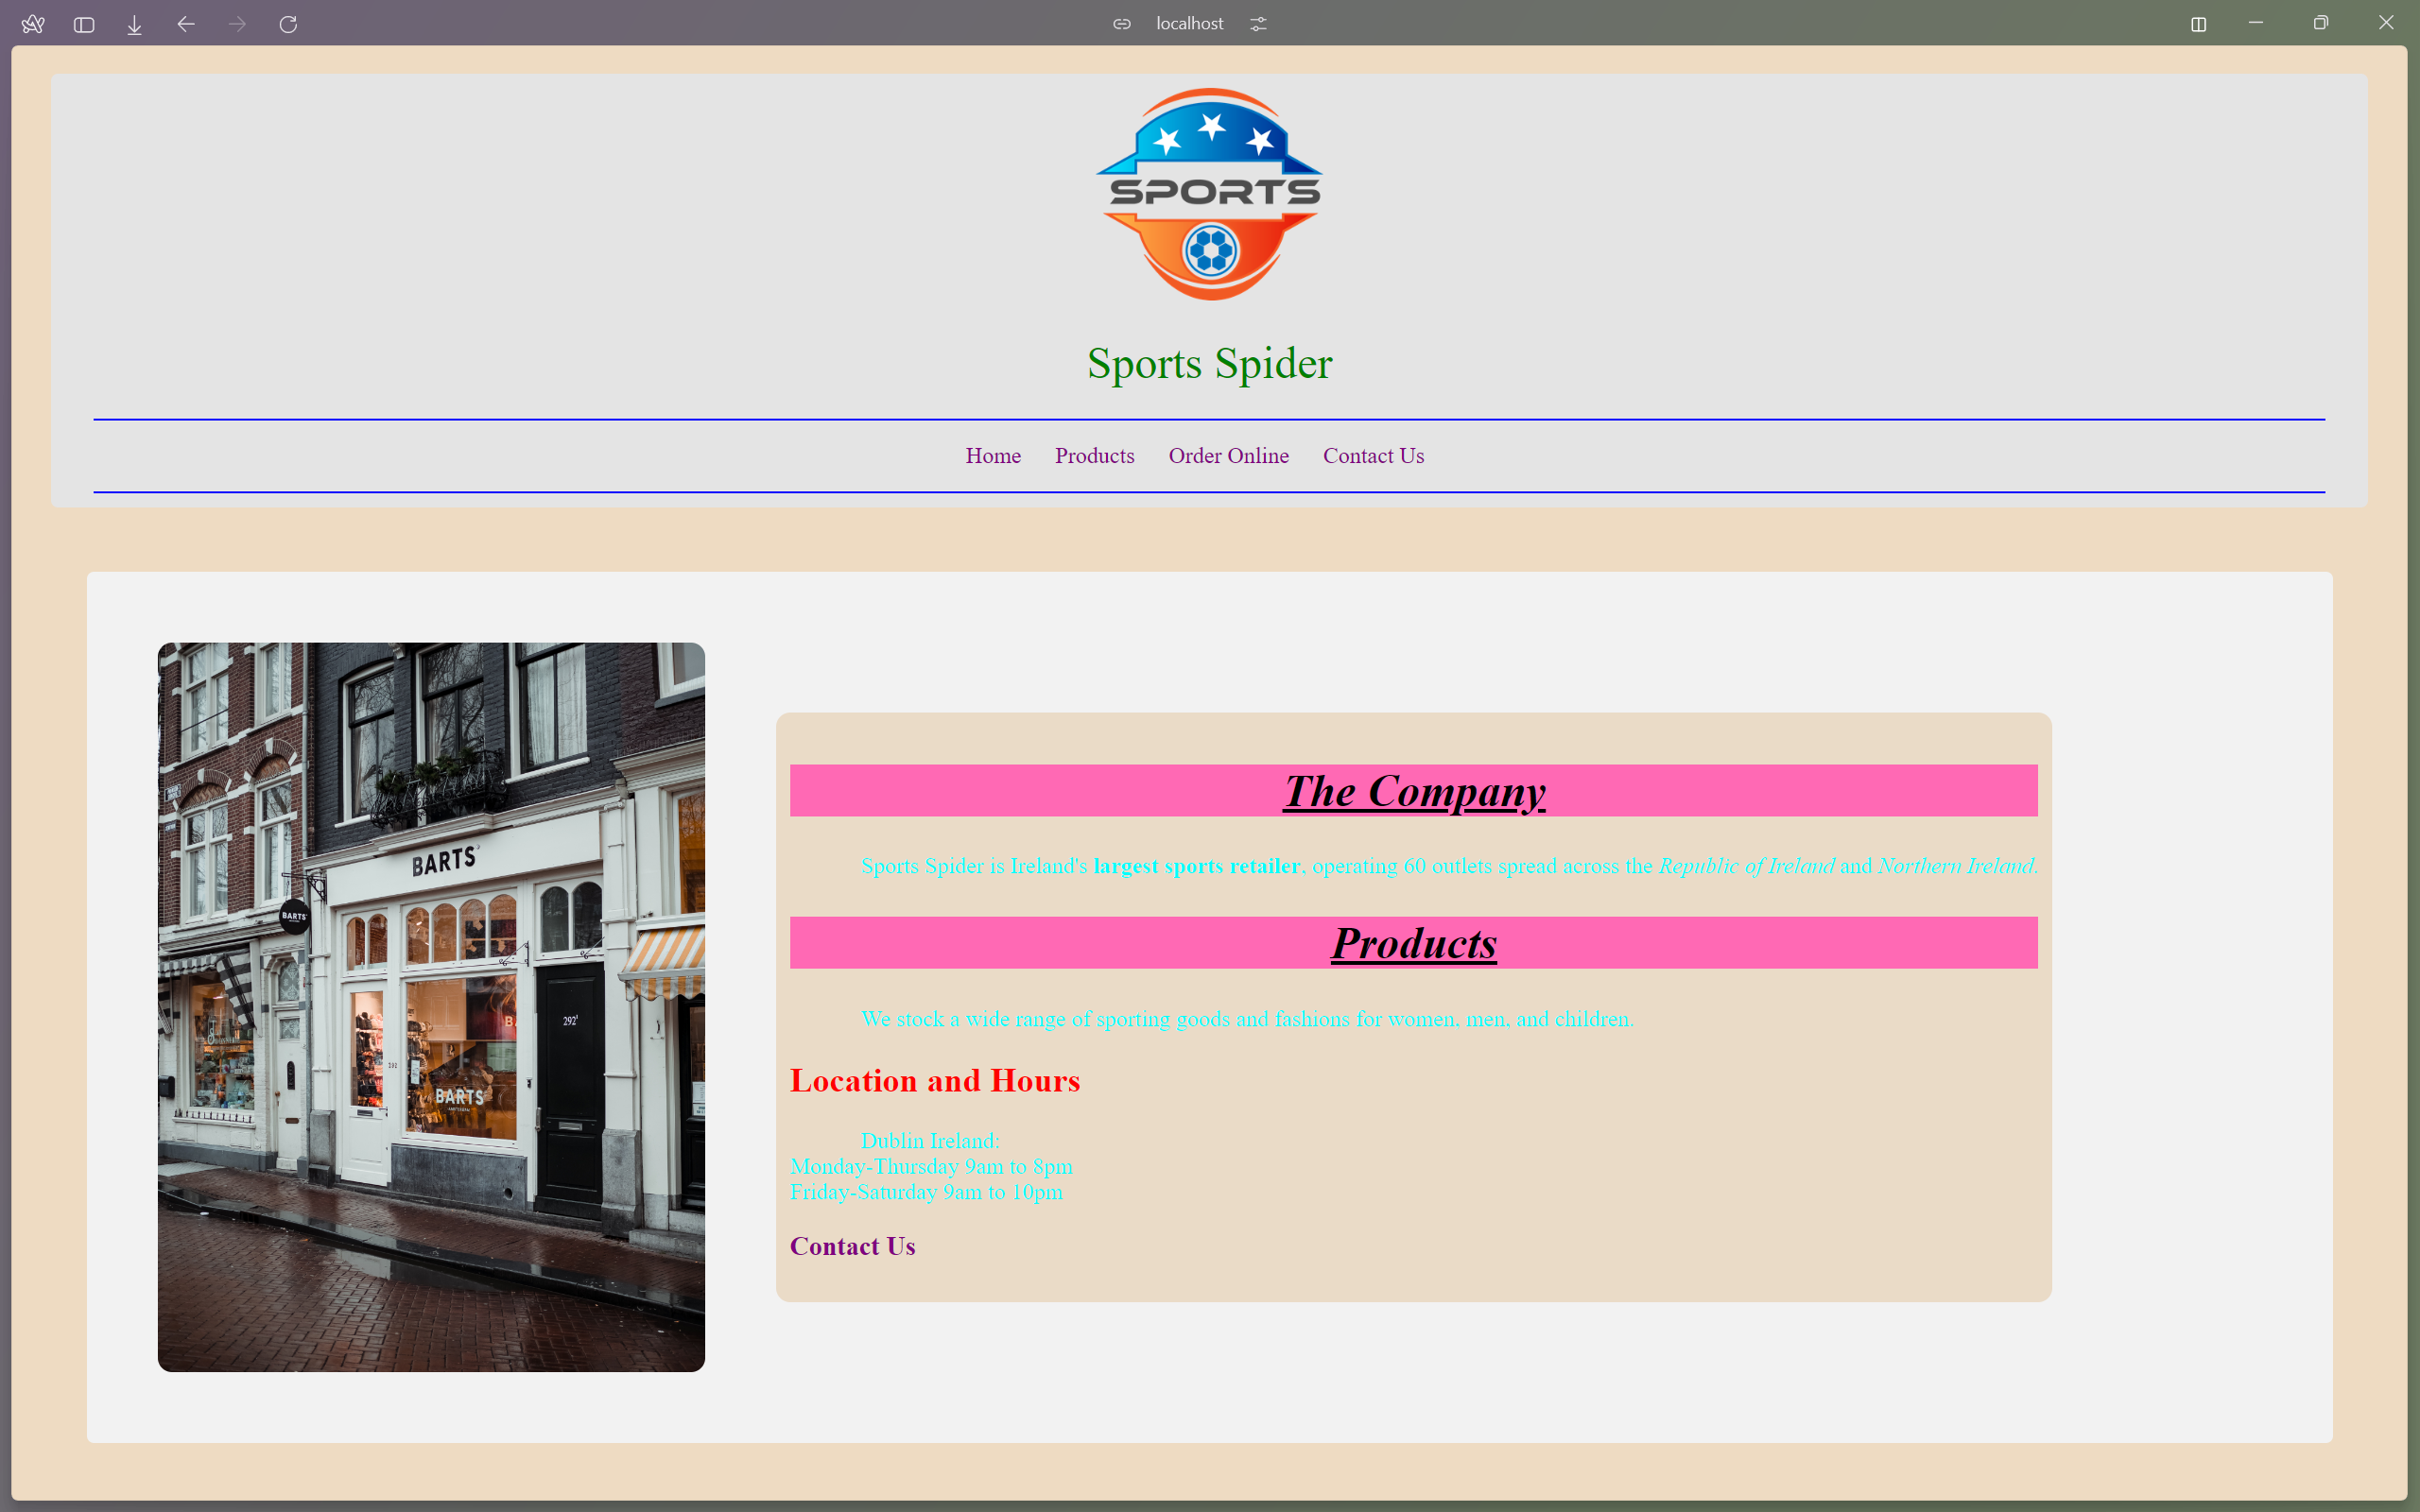 localhost
SPORTS
Sports Spider
Home Products Order Online Contact Us
BARTS
BARTS
292
292
BARTS
The Company
Sports Spider is Ireland's largest sports retailer, operating 60 outlets spread across the Republic of Ireland and Northern Ireland.
Products
We stock a wide range of sporting goods and fashions for women, men, and children.
Location and Hours
Dublin Ireland:
Monday-Thursday 9am to 8pm
Friday-Saturday 9am to 10pm
Contact Us